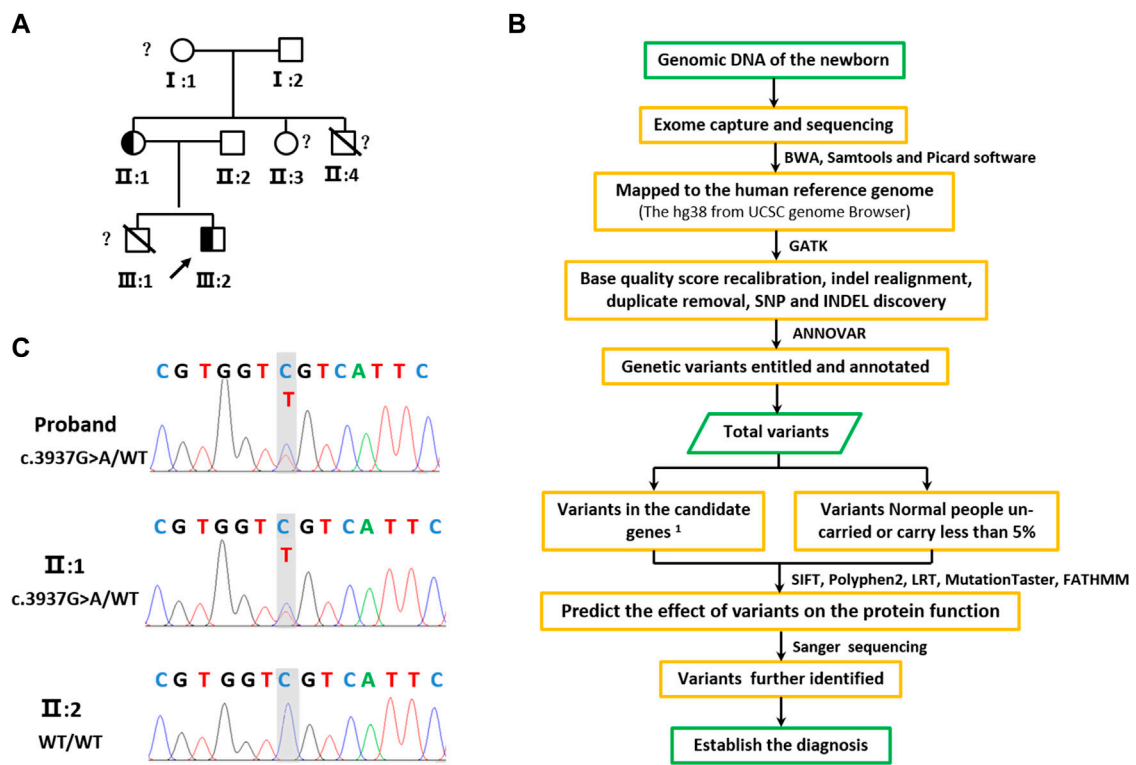 A
?
I:1
I:2
?
?
II:1
II:2
II:3
II:4
?
III:1
III:2
B
Genomic DNA of the newborn
Exome capture and sequencing
BWA, Samtools and Picard software
Mapped to the human reference genome
(The hg38 from UCSC genome Browser)
GATK
Base quality score recalibration, indel realignment,
duplicate removal, SNP and INDEL discovery
ANNOVAR
Genetic variants entitled and annotated
Total variants
Variants in the candidate
genes 1
Variants Normal people un-
carried or carry less than 5%
SIFT, Polyphen2, LRT, MutationTaster, FATHMM
Predict the effect of variants on the protein function
Sanger sequencing
Variants further identified
Establish the diagnosis
C
C G T G G T C G T C A T T C
T
Proband
c.3937G>A/WT
C G T G G T C G T C A T T C
T
II:1
c.3937G>A/WT
C G T G G T C G T C A T T C
II:2
WT/WT